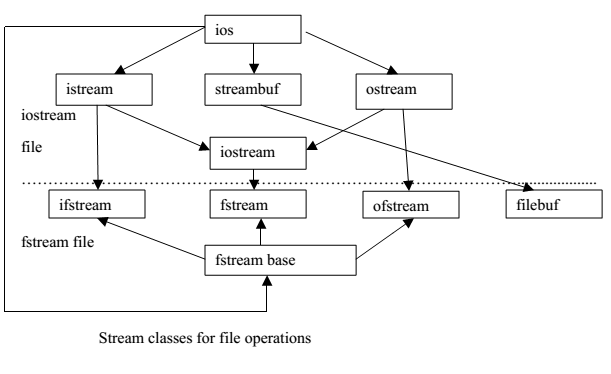 ios
istream
streambuf
ostream
iostream
file
iostream
ifstream
fstream
ofstream
filebuf
fstream file
fstream base
Stream classes for file operations